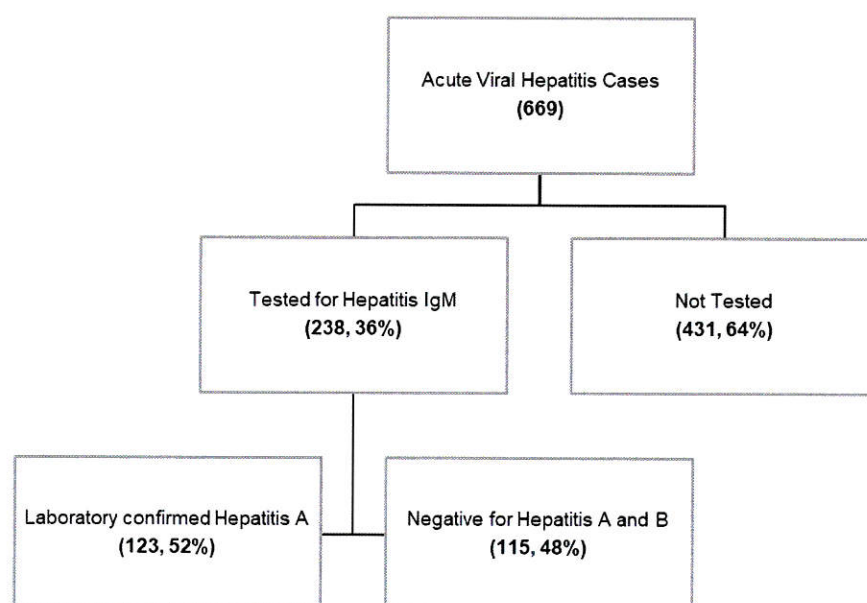 Acute Viral Hepatitis Cases
(669)
Tested for Hepatitis IgM
(238, 36%)
Not Tested
(431, 64%)
Laboratory confirmed Hepatitis A
(123, 52%)
Negative for Hepatitis A and B
(115, 48%)